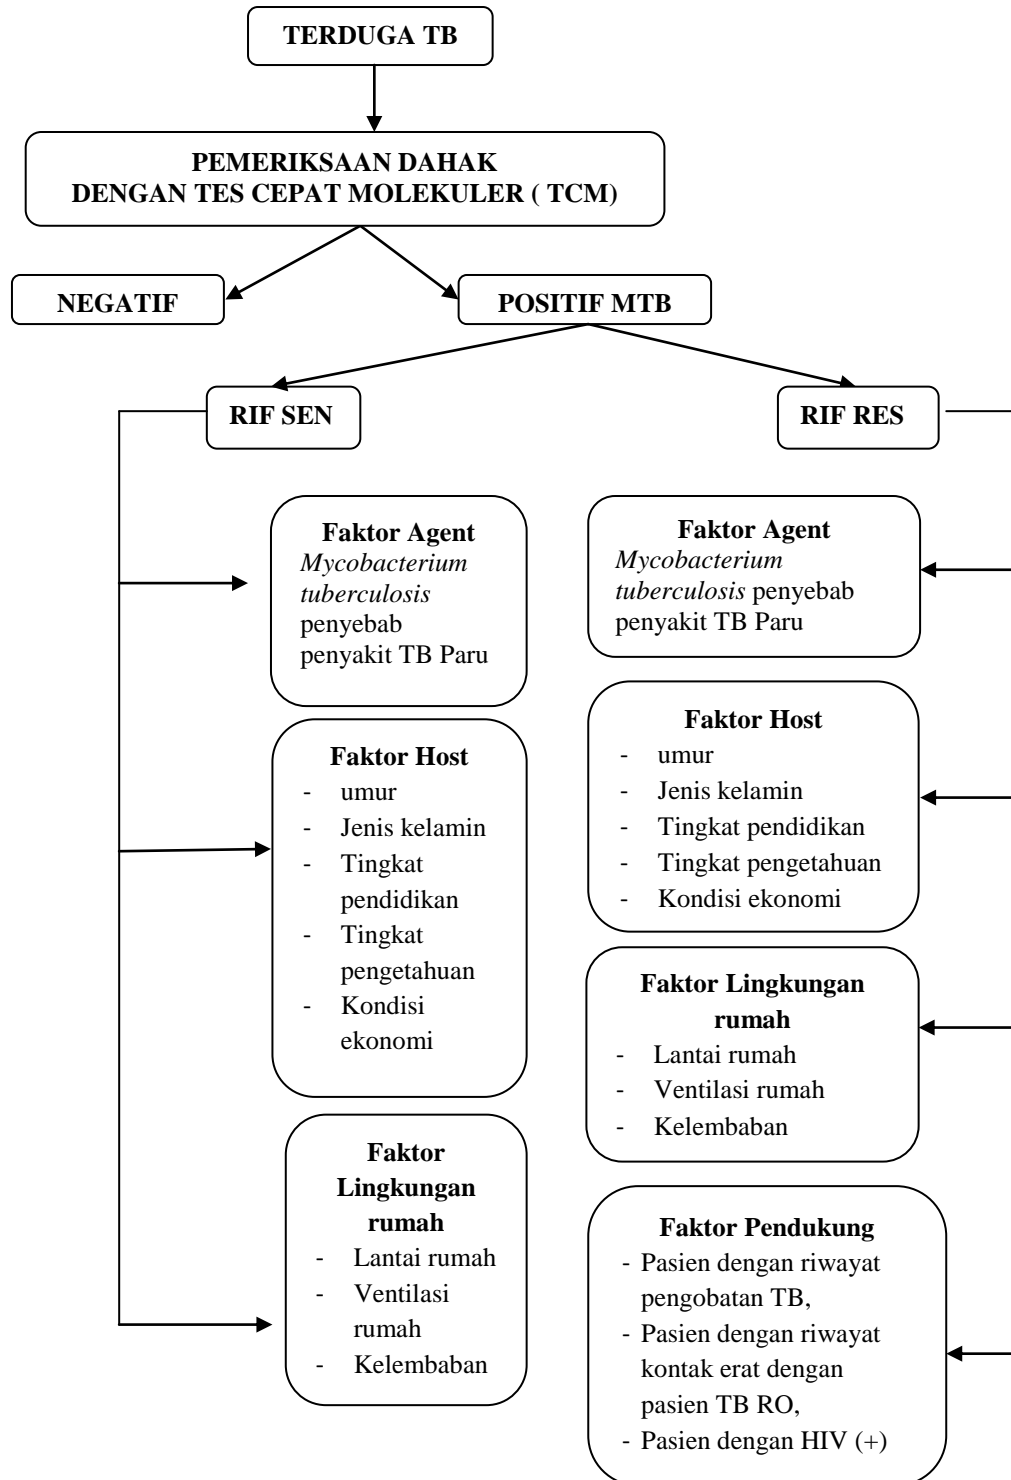 TERDUGA TB
PEMERIKSAAN DAHAK
DENGAN TES CEPAT MOLEKULER ( TCM)
NEGATIF
POSITIF MTB
RIF SEN
RIF RES
Faktor Agent
Mycobacterium
tuberculosis
penyebab
penyakit TB Paru
Faktor Host
- umur
- Jenis kelamin
- Tingkat
pendidikan
- Tingkat
pengetahuan
- Kondisi
ekonomi
Faktor
Lingkungan
rumah
- Lantai rumah
- Ventilasi
rumah
- Kelembaban
Faktor Agent
Mycobacterium
tuberculosis penyebab
penyakit TB Paru
Faktor Host
- umur
- Jenis kelamin
- Tingkat pendidikan
- Tingkat pengetahuan
- Kondisi ekonomi
Faktor Lingkungan
rumah
- Lantai rumah
- Ventilasi rumah
- Kelembaban
Faktor Pendukung
- Pasien dengan riwayat
pengobatan TB,
- Pasien dengan riwayat
kontak erat dengan
pasien TB RO,
- Pasien dengan HIV (+)